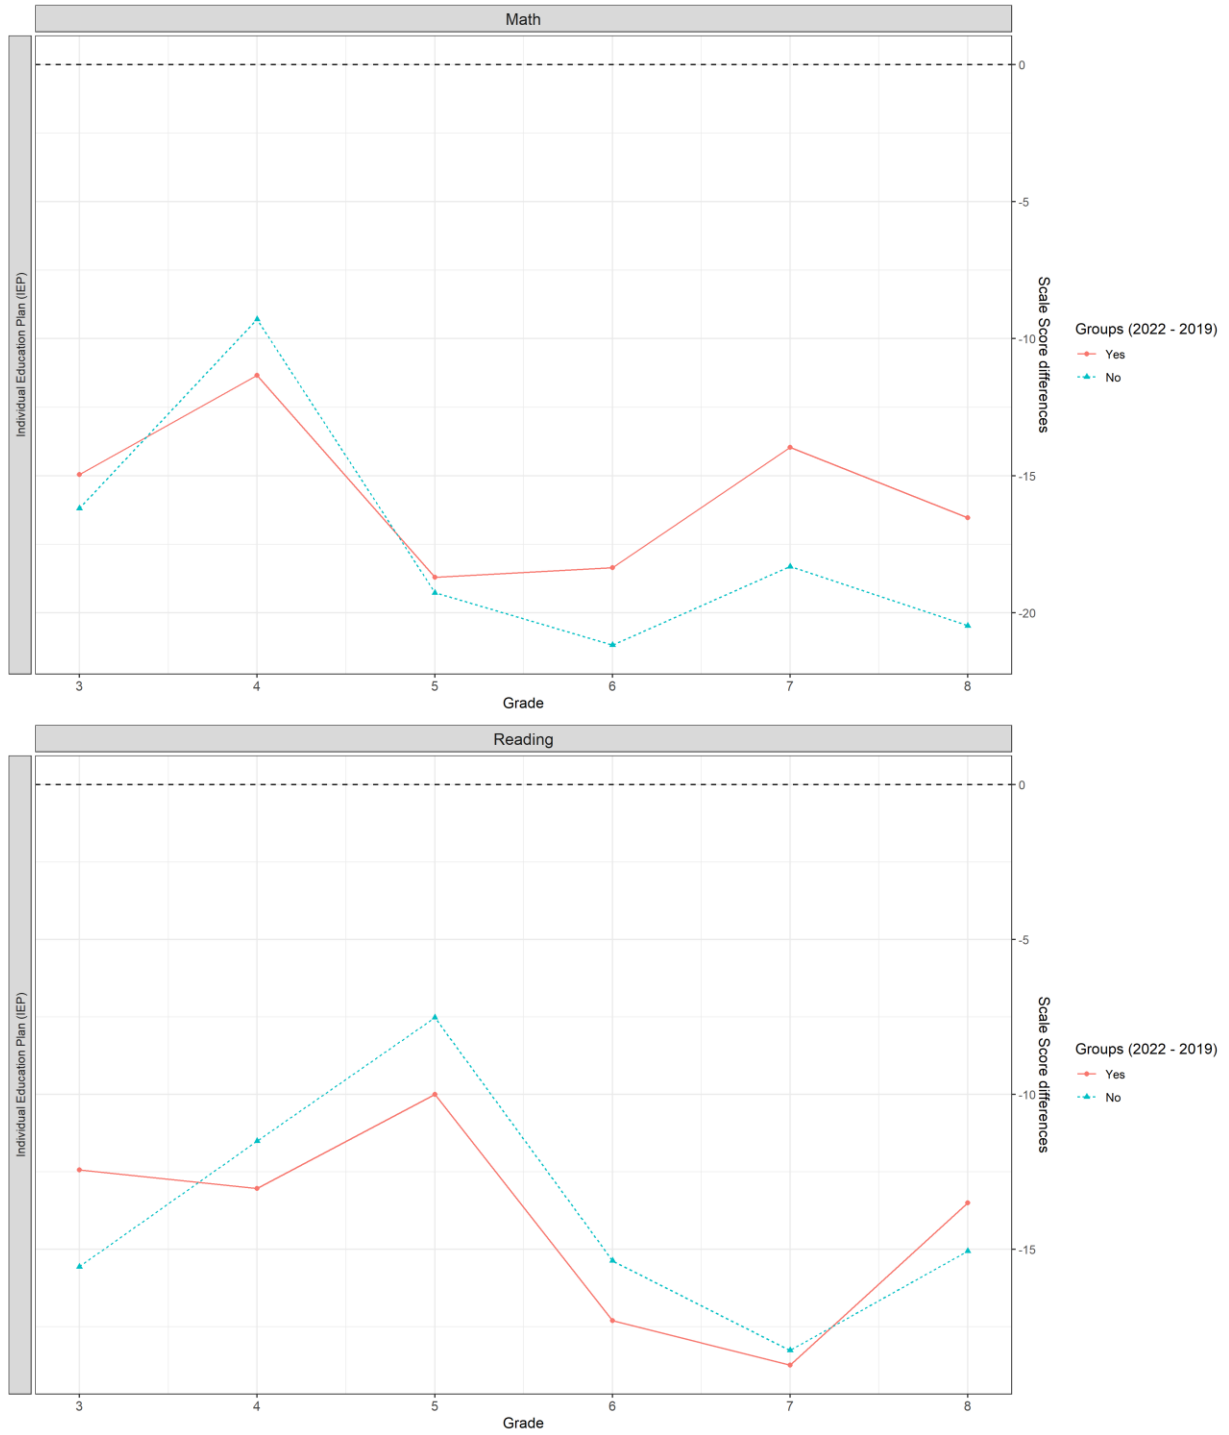 Math
Individual Education Plan (IEP)
0
-5
-10
-15
-20
Scale Score differences
3 4 5 6 7 8
Grade
Groups (2022 - 2019)
Yes
No
Reading
Individual Education Plan (IEP)
0
-5
-10
-15
Scale Score differences
3 4 5 6 7 8
Grade
Groups (2022 - 2019)
Yes
No